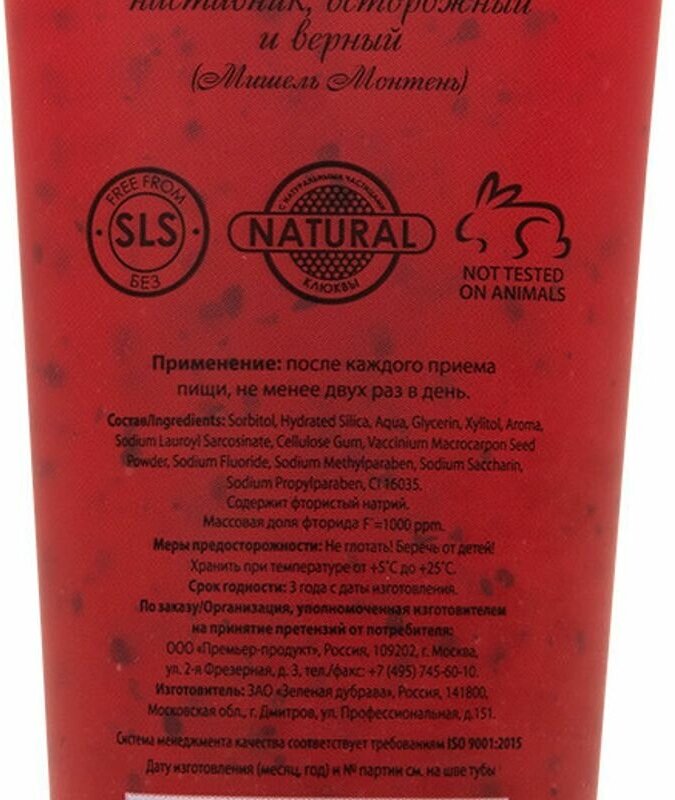 наставник, осторожный
и верный
(Мишель Монтень)
FREE FROM
SLS
БЕЗ
С НАТУРАЛЬНЫМИ ЧАСТИЦАМИ
NATURAL
КЛЮКВЫ
NOT TESTED
ON ANIMALS
Применение: после каждого приема
пищи, не менее двух раз в день.
Состав/Ingredients: Sorbitol, Hydrated Silica, Aqua, Glycerin, Xylitol, Aroma,
Sodium Lauroyl Sarcosinate, Cellulose Gum, Vaccinium Macrocarpon Seed
Powder, Sodium Fluoride, Sodium Methylparaben, Sodium Saccharin,
Sodium Propylparaben, CI 16035.
Содержит фтористый натрий.
Массовая доля фторида F⁻=1000 ppm.
Меры предосторожности: Не глотать! Беречь от детей!
Хранить при температуре от +5°С до +25°С.
Срок годности: 3 года с даты изготовления.
По заказу/Организация, уполномоченная изготовителем
на принятие претензий от потребителя:
ООО «Премьер-продукт», Россия, 109202, г. Москва,
ул. 2-я Фрезерная, д. 3, тел./факс: +7 (495) 745-60-10.
Изготовитель: ЗАО «Зеленая дубрава», Россия, 141800,
Московская обл., г. Дмитров, ул. Профессиональная, д.151.
Система менеджмента качества соответствует требованиям ISO 9001:2015
Дату изготовления (месяц, год) и № партии см. на шве тубы